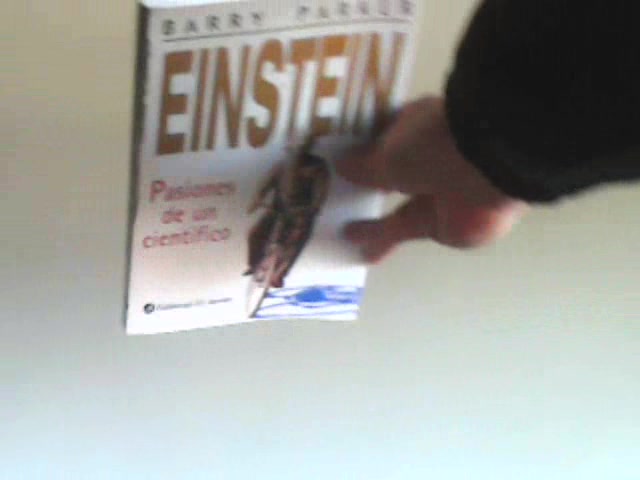 BARRY PARKER
EINSTEIN
Pasiones
de un
científico